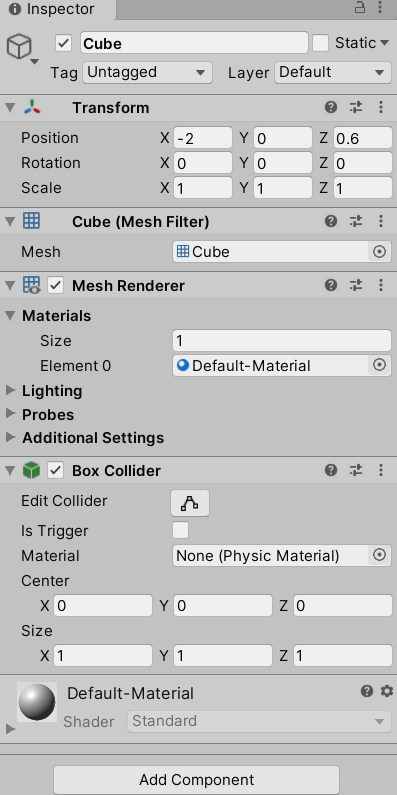 Inspector
Cube Static
Tag Untagged Layer Default
Transform
Position X -2 Y 0 Z 0.6
Rotation X 0 Y 0 Z 0
Scale X 1 Y 1 Z 1
Cube (Mesh Filter)
Mesh Cube
Mesh Renderer
Materials
Size 1
Element 0 Default-Material
Lighting
Probes
Additional Settings
Box Collider
Edit Collider
Is Trigger
Material None (Physic Material)
Center
X 0 Y 0 Z 0
Size
X 1 Y 1 Z 1
Default-Material
Shader Standard
Add Component